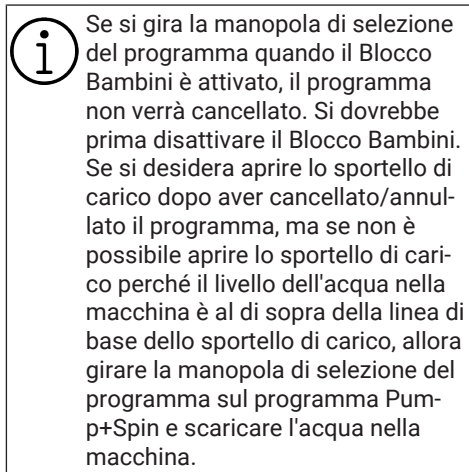 Se si gira la manopola di selezione
del programma quando il Blocco
Bambini è attivato, il programma
non verrà cancellato. Si dovrebbe
prima disattivare il Blocco Bambini.
Se si desidera aprire lo sportello di
carico dopo aver cancellato/annul-
lato il programma, ma se non è
possibile aprire lo sportello di cari-
co perché il livello dell'acqua nella
macchina è al di sopra della linea di
base dello sportello di carico, allora
girare la manopola di selezione del
programma sul programma Pum-
p+Spin e scaricare l'acqua nella
macchina.